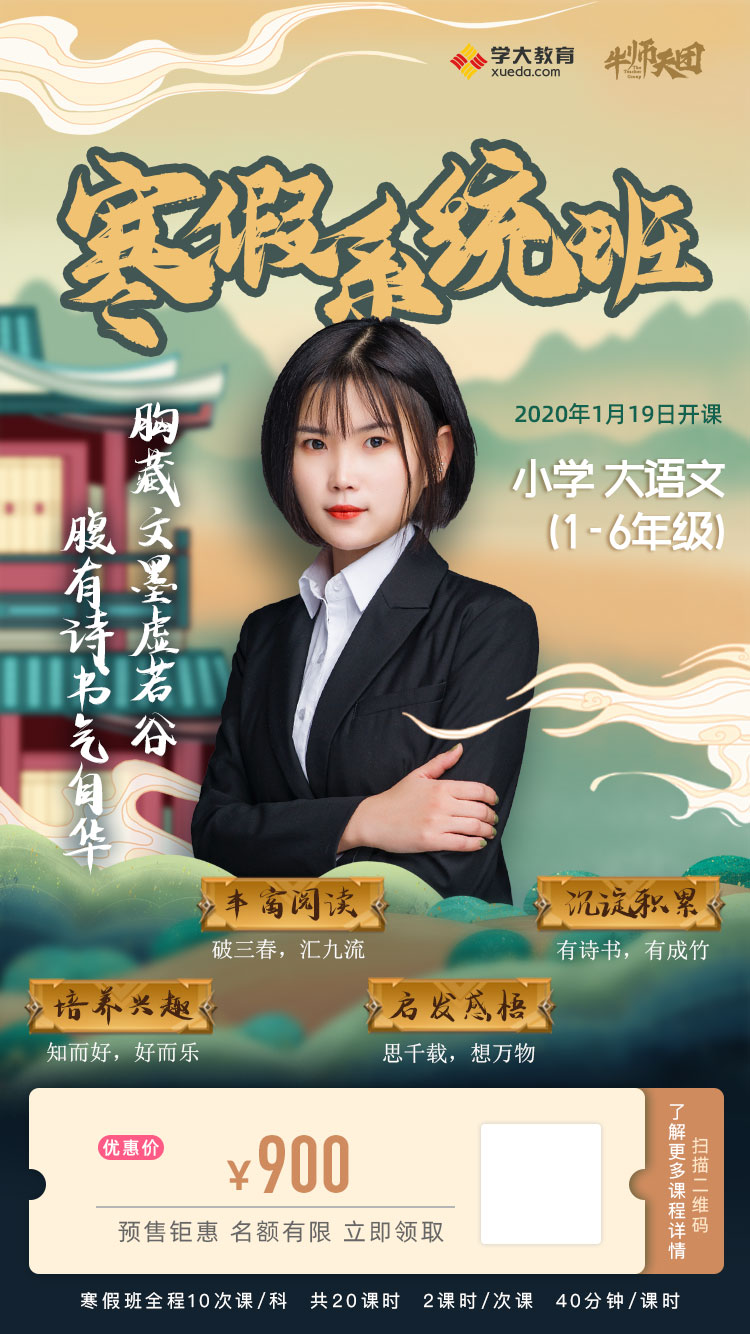 学大教育
xueda.com
牛师天团
The
Teacher
Group
寒假系统班
2020年1月19日开课
小学 大语文
(1-6年级)
胸藏文墨虚若谷
腹有诗书气自华
丰富阅读
破三春，汇九流
沉淀积累
有诗书，有成竹
培养兴趣
知而好，好而乐
启发感悟
思千载，想万物
优惠价
¥900
预售钜惠 名额有限 立即领取
扫描二维码
了解更多课程详情
寒假班全程10次课/科 共20课时 2课时/次课 40分钟/课时